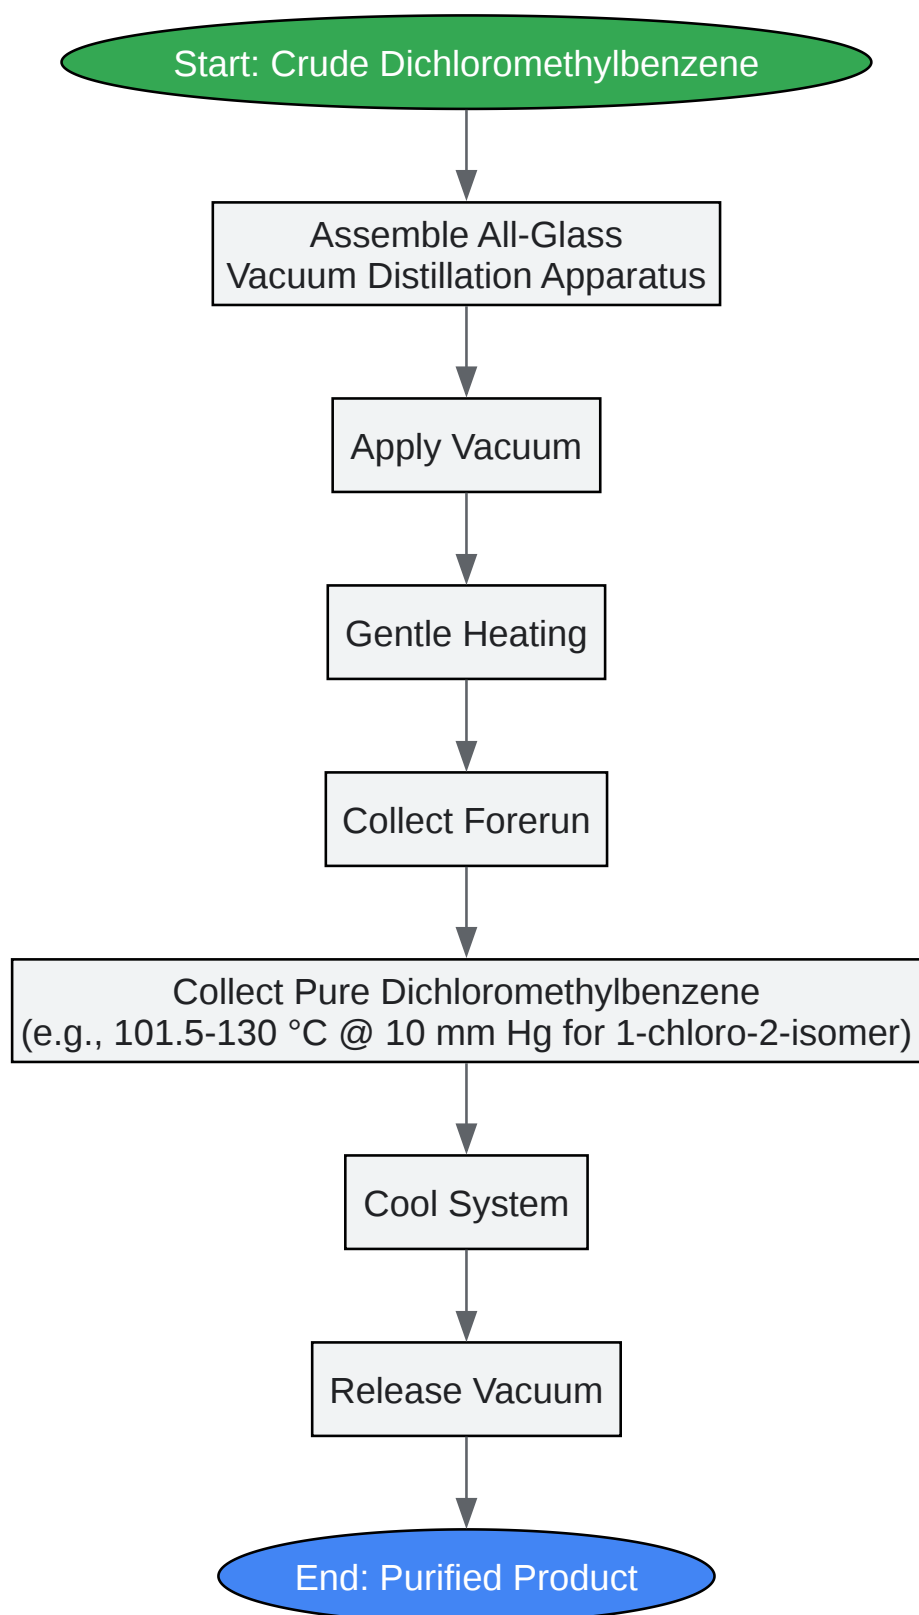 Start: Crude Dichloromethylbenzene
Assemble All-Glass
Vacuum Distillation Apparatus
Apply Vacuum
Gentle Heating
Collect Forerun
Collect Pure Dichloromethylbenzene
(e.g., 101.5-130 °C @ 10 mm Hg for 1-chloro-2-isomer)
Cool System
Release Vacuum
End: Purified Product